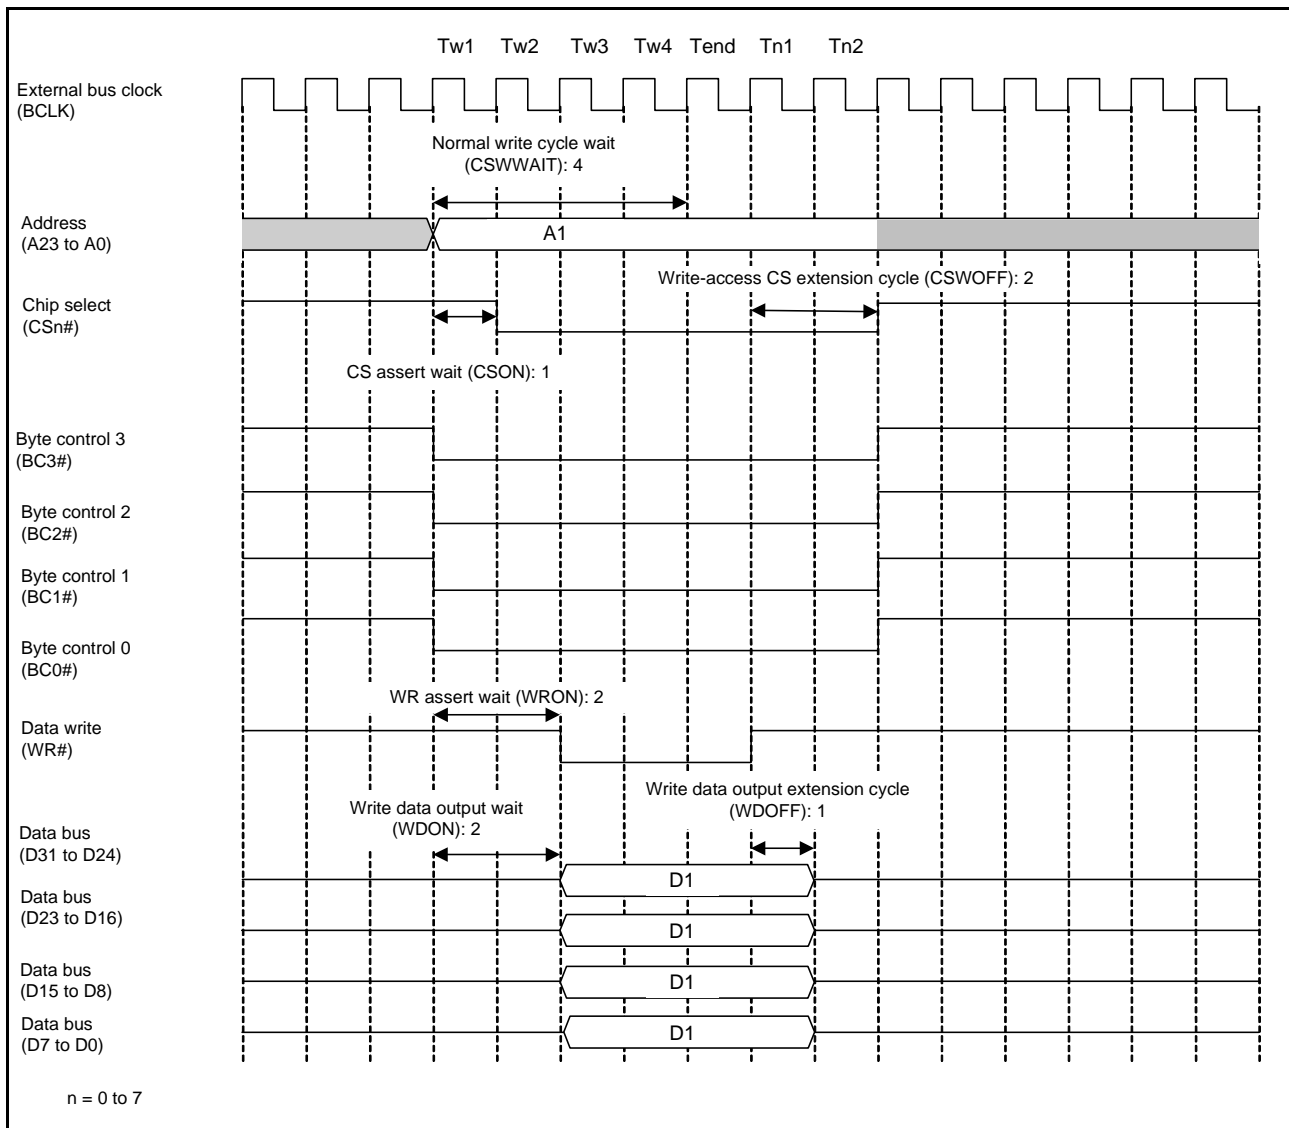 Tw1 Tw2 Tw3 Tw4 Tend Tn1 Tn2
External bus clock
(BCLK)
Normal write cycle wait
(CSWWAIT): 4
Address
(A23 to A0)
A1
Write-access CS extension cycle (CSWOFF): 2
Chip select
(CSn#)
CS assert wait (CSON): 1
Byte control 3
(BC3#)
Byte control 2
(BC2#)
Byte control 1
(BC1#)
Byte control 0
(BC0#)
WR assert wait (WRON): 2
Data write
(WR#)
Write data output extension cycle
(WDOFF): 1
Write data output wait
(WDON): 2
Data bus
(D31 to D24)
D1
Data bus
(D23 to D16)
D1
Data bus
(D15 to D8)
D1
Data bus
(D7 to D0)
D1
n = 0 to 7